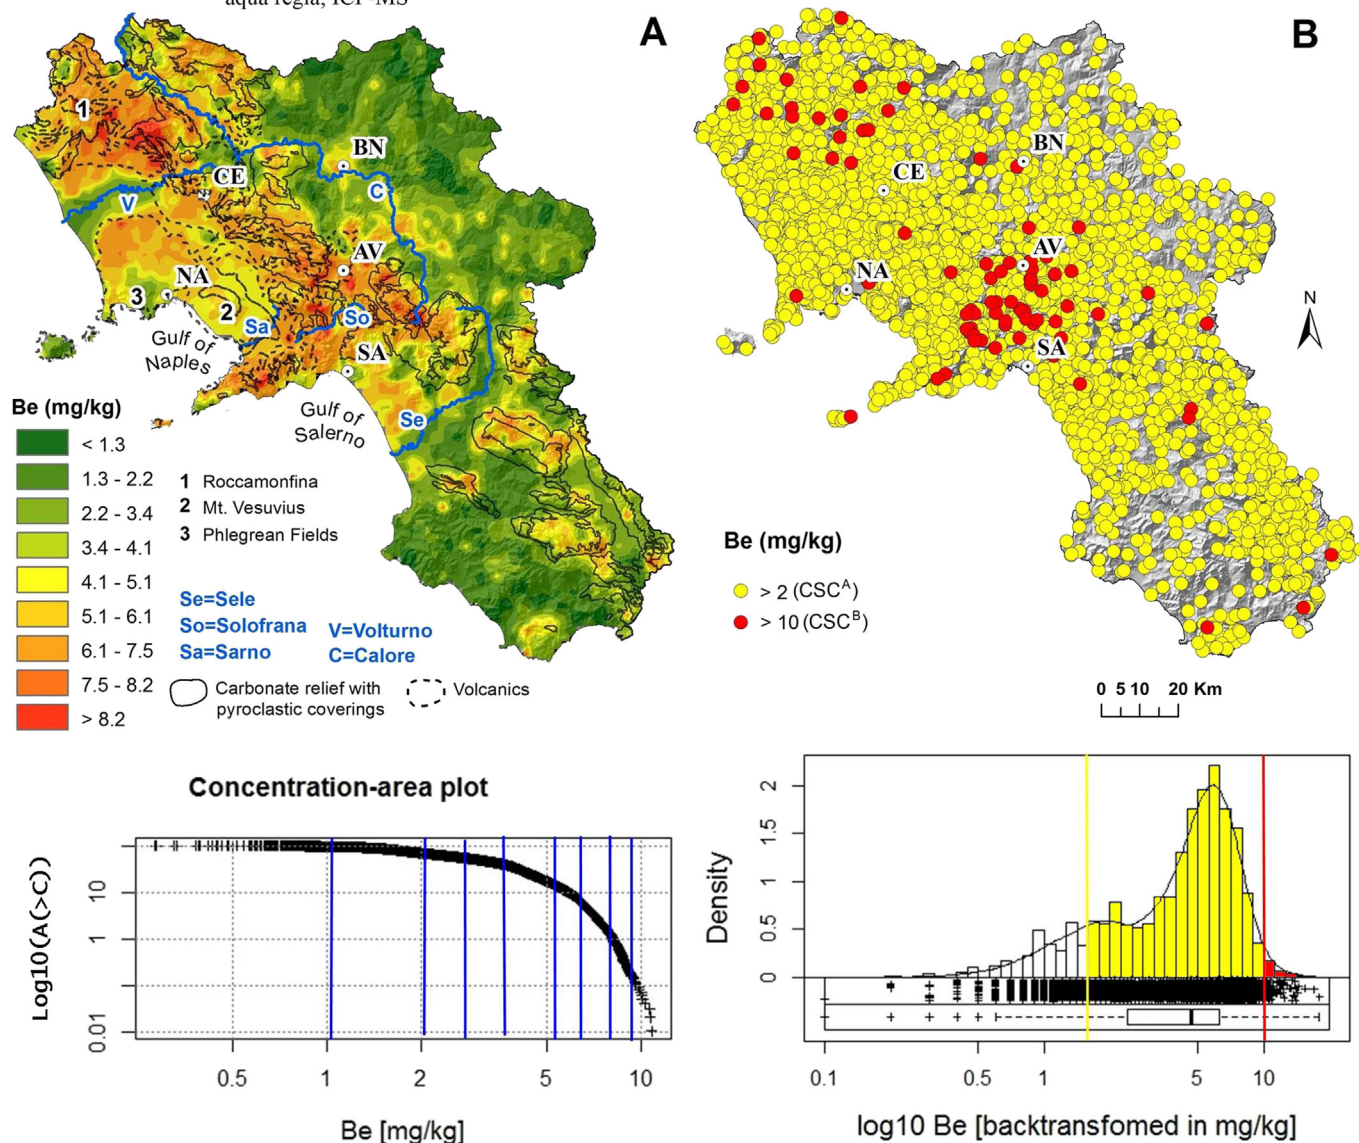 aqua regia, ICP-MS
A
1
BN
CE
C
V
AV
NA
3
2
Sa
So
Gulf of
Naples
SA
Gulf of
Salerno
Se
Be (mg/kg)
< 1.3
1.3 - 2.2
2.2 - 3.4
3.4 - 4.1
4.1 - 5.1
5.1 - 6.1
6.1 - 7.5
7.5 - 8.2
> 8.2
1 Roccamonfina
2 Mt. Vesuvius
3 Phlegrean Fields
Se=Sele
So=Solofrana
Sa=Sarno
V=Volturno
C=Calore
Carbonate relief with
pyroclastic coverings
Volcanics
B
BN
CE
AV
NA
SA
N
Be (mg/kg)
> 2 (CSC^A)
> 10 (CSC^B)
0 5 10 20 Km
Concentration-area plot
Log10(A(>C))
10
1
0.01
0.5 1 2 5 10
Be [mg/kg]
Density
2
1.5
1
0.5
0
0.1 0.5 1 5 10
log10 Be [backtransfomed in mg/kg]